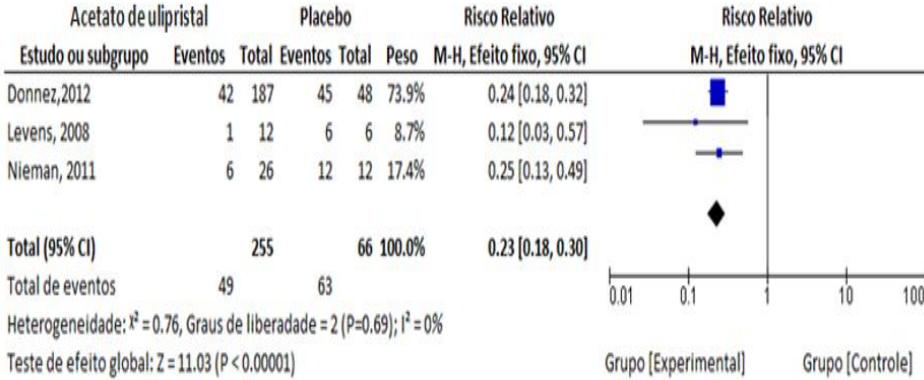 Acetato de ulipristal Placebo Risco Relativo Risco Relativo
Estudo ou subgrupo Eventos Total Eventos Total Peso M-H, Efeito fixo, 95% CI M-H, Efeito fixo, 95% CI
Donnez,2012 42 187 45 48 73.9% 0.24 [0.18, 0.32]
Levens, 2008 1 12 6 6 8.7% 0.12 [0.03, 0.57]
Nieman, 2011 6 26 12 12 17.4% 0.25 [0.13, 0.49]
Total (95% CI) 255 66 100.0% 0.23 [0.18, 0.30]
Total de eventos 49 63
0.01 0.1 1 10 100
Heterogeneidade: X² = 0.76, Graus de liberadade = 2 (P=0.69); I² = 0%
Teste de efeito global: Z = 11.03 (P < 0.00001) Grupo [Experimental] Grupo [Controle]